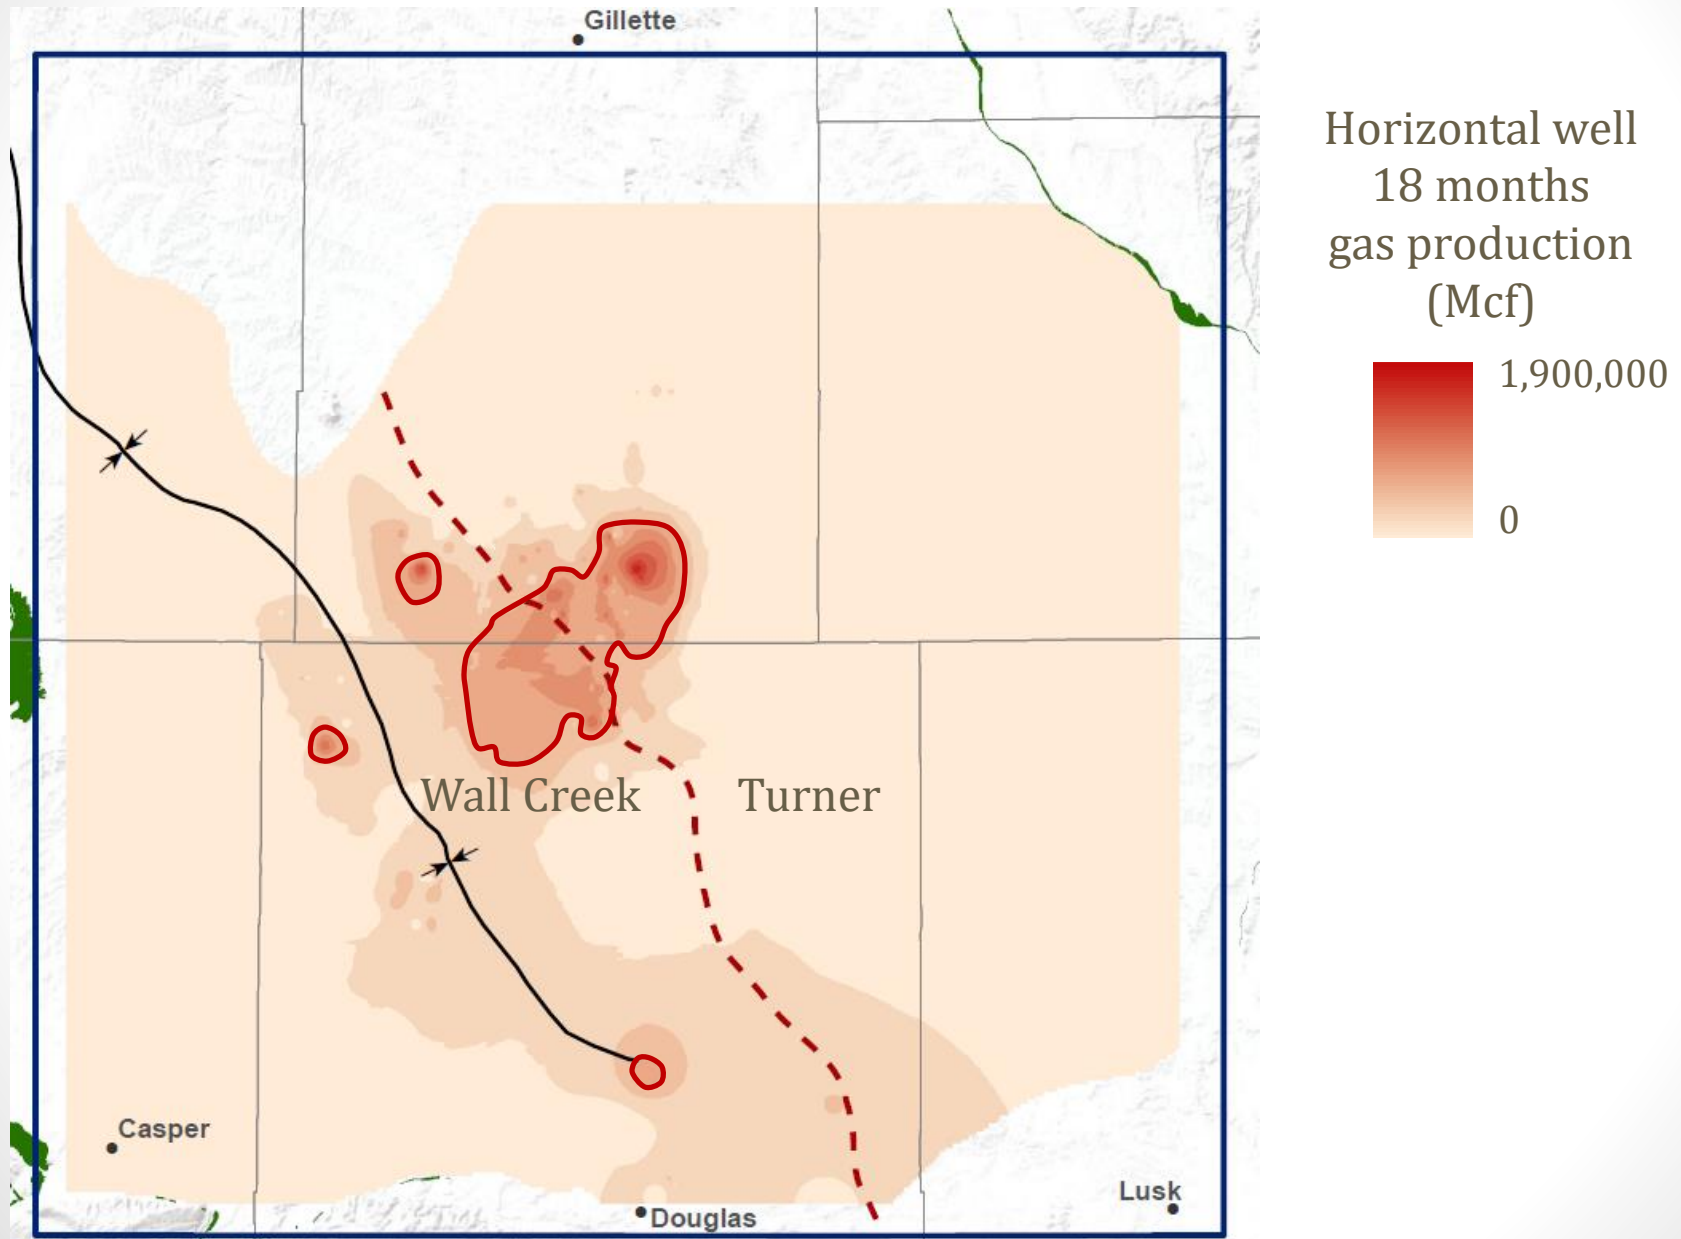 Gillette
Horizontal well
18 months
gas production
(Mcf)
1,900,000
0
Wall Creek
Turner
Casper
Lusk
Douglas